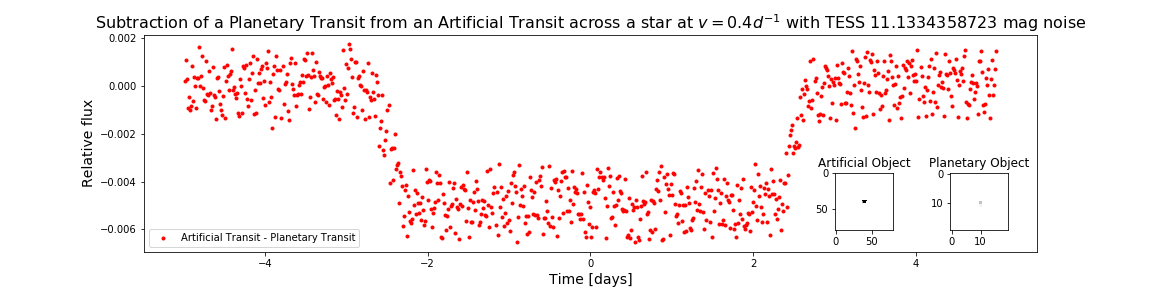 Subtraction of a Planetary Transit from an Artificial Transit across a star at v = 0.4d⁻¹ with TESS 11.1334358723 mag noise
Relative flux
0.002
0.000
−0.002
−0.004
−0.006
Artificial Transit - Planetary Transit
Artificial Object
0
50
0 50
Planetary Object
0
10
0 10
−4 −2 0 2 4
Time [days]